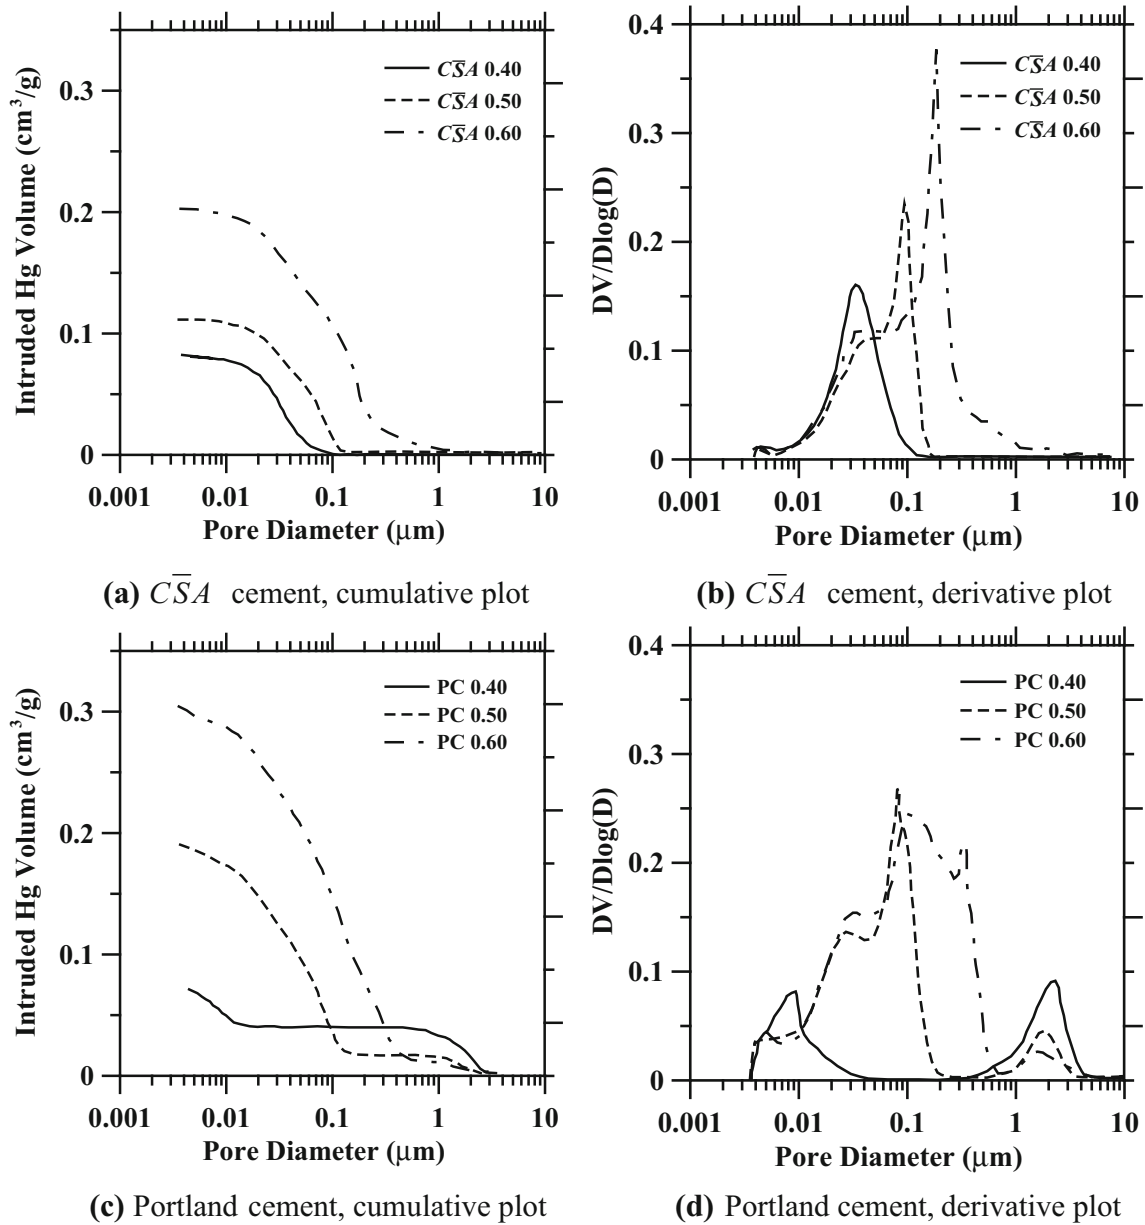 Intruded Hg Volume (cm³/g)
0.3
0.2
0.1
0
CS̅A 0.40
CS̅A 0.50
CS̅A 0.60
0.001 0.01 0.1 1 10
Pore Diameter (μm)
(a) CS̅A cement, cumulative plot
DV/Dlog(D)
0.4
0.3
0.2
0.1
0
CS̅A 0.40
CS̅A 0.50
CS̅A 0.60
0.001 0.01 0.1 1 10
Pore Diameter (μm)
(b) CS̅A cement, derivative plot
Intruded Hg Volume (cm³/g)
0.3
0.2
0.1
0
PC 0.40
PC 0.50
PC 0.60
0.001 0.01 0.1 1 10
Pore Diameter (μm)
(c) Portland cement, cumulative plot
DV/Dlog(D)
0.4
0.3
0.2
0.1
0
PC 0.40
PC 0.50
PC 0.60
0.001 0.01 0.1 1 10
Pore Diameter (μm)
(d) Portland cement, derivative plot